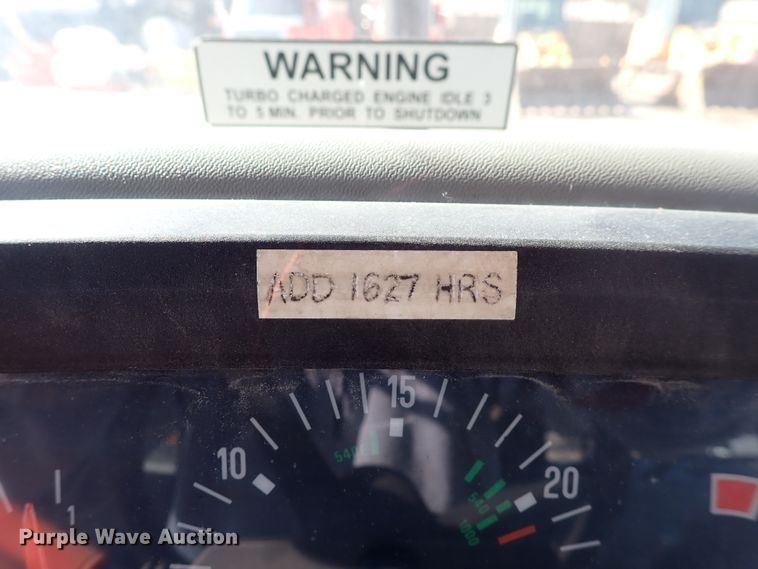 WARNING
TURBO CHARGED ENGINE IDLE 3
TO 5 MIN. PRIOR TO SHUTDOWN
ADD 1627 HRS
15
540
10
20
540
1000
1
Purple Wave Auction